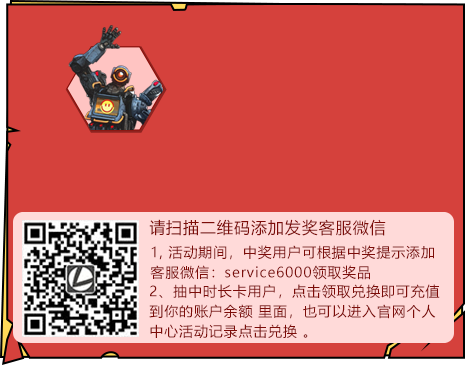 请扫描二维码添加发奖客服微信
1, 活动期间，中奖用户可根据中奖提示添加
客服微信：service6000领取奖品
2、抽中时长卡用户，点击领取兑换即可充值
到你的账户余额 里面，也可以进入官网个人
中心活动记录点击兑换 。